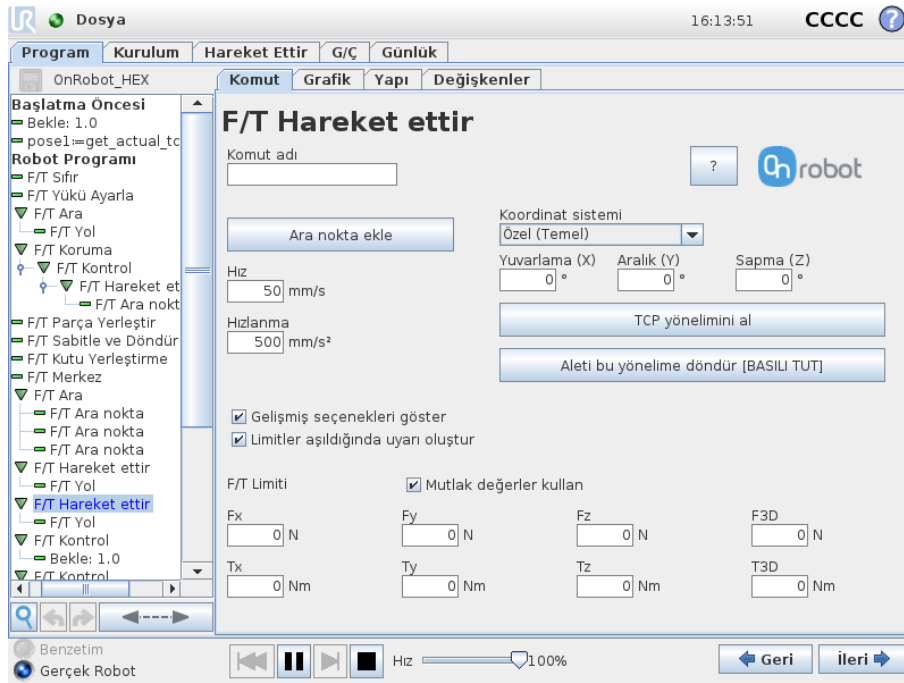 Dosya
16:13:51
CCCC
?
Program
Kurulum
Hareket Ettir
G/Ç
Günlük
OnRobot_HEX
Komut
Grafik
Yapı
Değişkenler
Başlatma Öncesi
Bekle: 1.0
pose1≔get_actual_tc
Robot Programı
F/T Sıfır
F/T Yükü Ayarla
F/T Ara
F/T Yol
F/T Koruma
F/T Kontrol
F/T Hareket et
F/T Ara nokt
F/T Parça Yerleştir
F/T Sabitle ve Döndür
F/T Kutu Yerleştirme
F/T Merkez
F/T Ara
F/T Ara nokta
F/T Ara nokta
F/T Ara nokta
F/T Hareket ettir
F/T Yol
F/T Hareket ettir
F/T Yol
F/T Kontrol
Bekle: 1.0
F/T Kontrol
F/T Hareket ettir
Komut adı
?
On robot
Ara nokta ekle
Koordinat sistemi
Özel (Temel)
Hız
50 mm/s
Yuvarlama (X) Aralık (Y) Sapma (Z)
0 ° 0 ° 0 °
Hızlanma
500 mm/s²
TCP yönelimini al
Aleti bu yönelime döndür [BASILI TUT]
Gelişmiş seçenekleri göster
Limitler aşıldığında uyarı oluştur
F/T Limiti
Mutlak değerler kullan
Fx Fy Fz F3D
0 N 0 N 0 N 0 N
Tx Ty Tz T3D
0 Nm 0 Nm 0 Nm 0 Nm
Benzetim
Gerçek Robot
Hız 100%
Geri
İleri